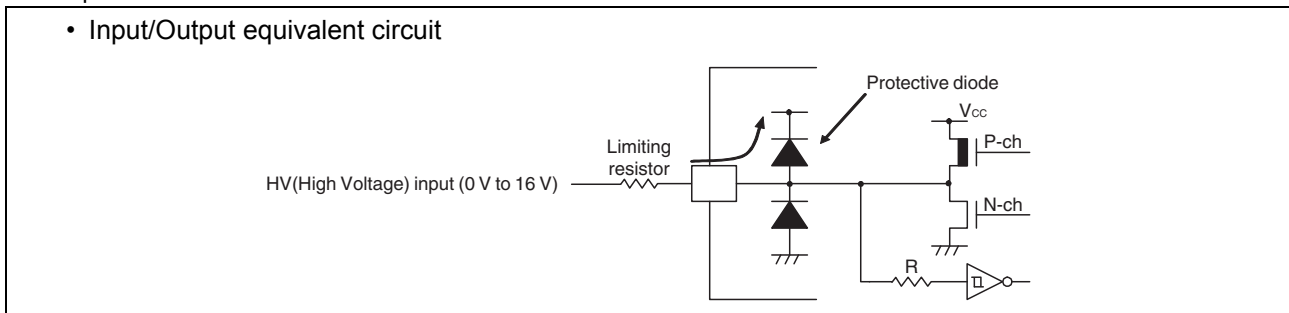 • Input/Output equivalent circuit
Protective diode
Vcc
P-ch
Limiting
resistor
HV(High Voltage) input (0 V to 16 V)
N-ch
R